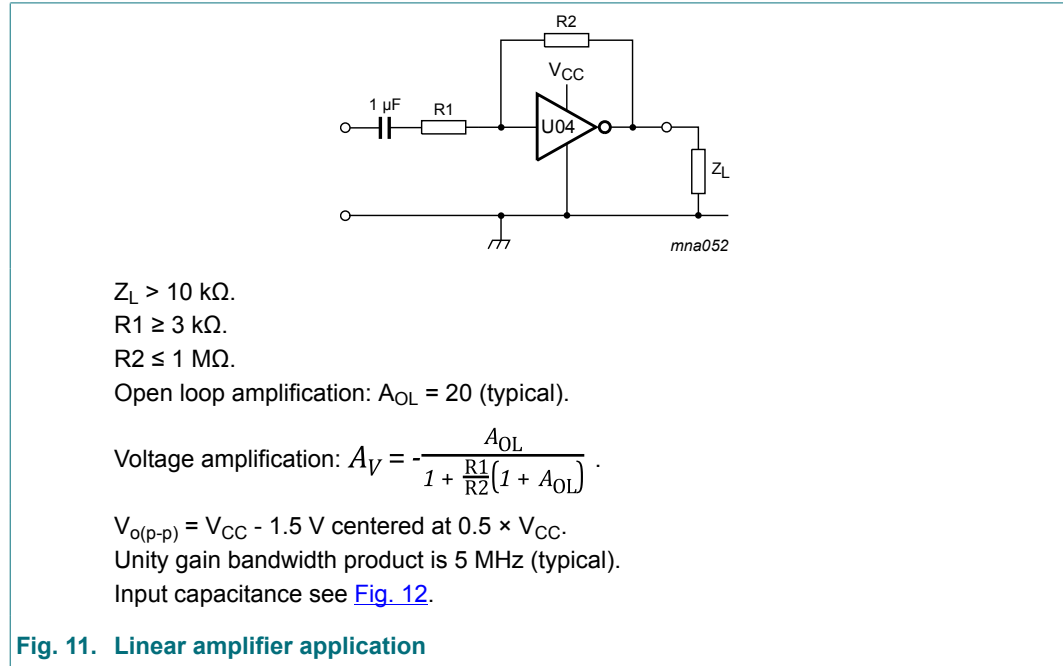 R2
VCC
1 µF
R1
U04
ZL
mna052
ZL > 10 kΩ.
R1 ≥ 3 kΩ.
R2 ≤ 1 MΩ.
Open loop amplification: AOL = 20 (typical).
Voltage amplification: AV = - AOL / (1 + R1/R2 (1 + AOL)) .
Vo(p-p) = VCC - 1.5 V centered at 0.5 × VCC.
Unity gain bandwidth product is 5 MHz (typical).
Input capacitance see Fig. 12.
Fig. 11. Linear amplifier application